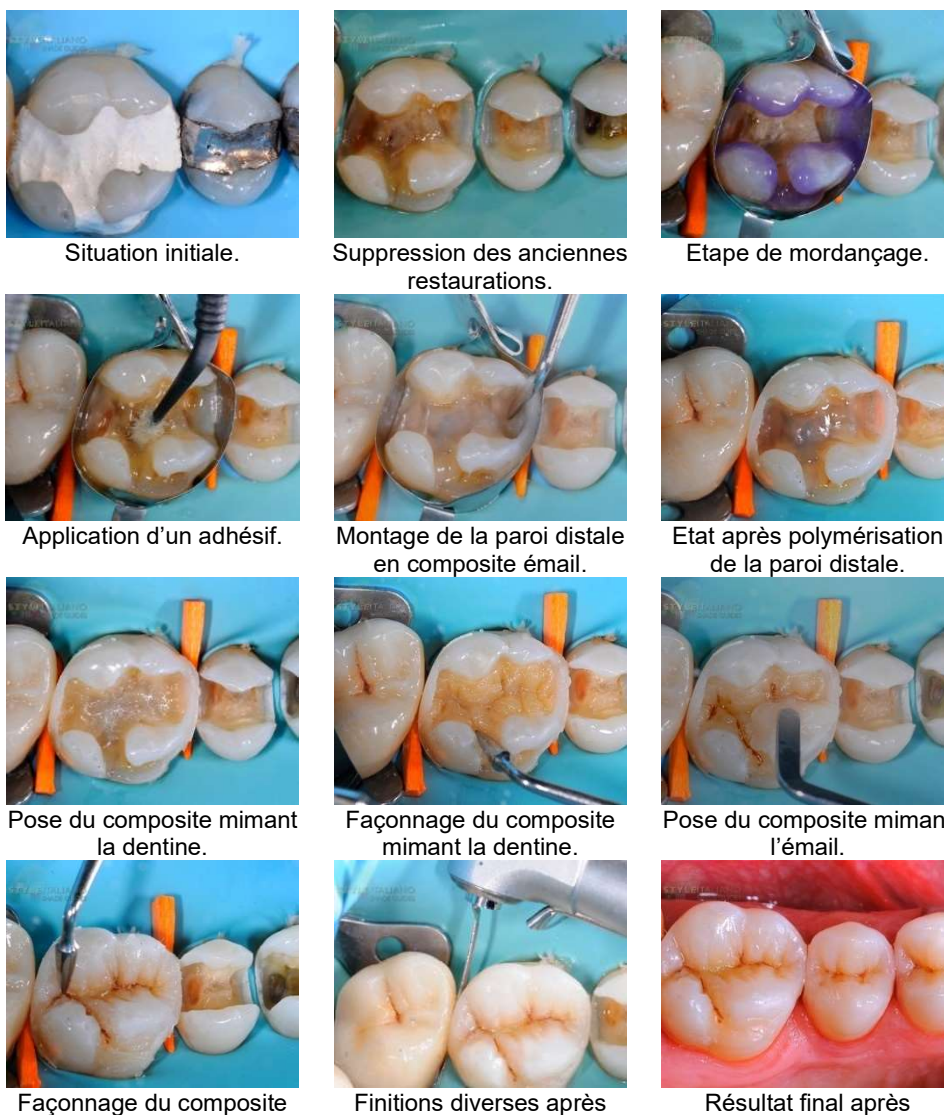 Situation initiale.
Suppression des anciennes
restaurations.
Etape de mordançage.
Application d’un adhésif.
Montage de la paroi distale
en composite émail.
Etat après polymérisation
de la paroi distale.
Pose du composite mimant
la dentine.
Façonnage du composite
mimant la dentine.
Pose du composite miman
l’émail.
Façonnage du composite
Finitions diverses après
Résultat final après